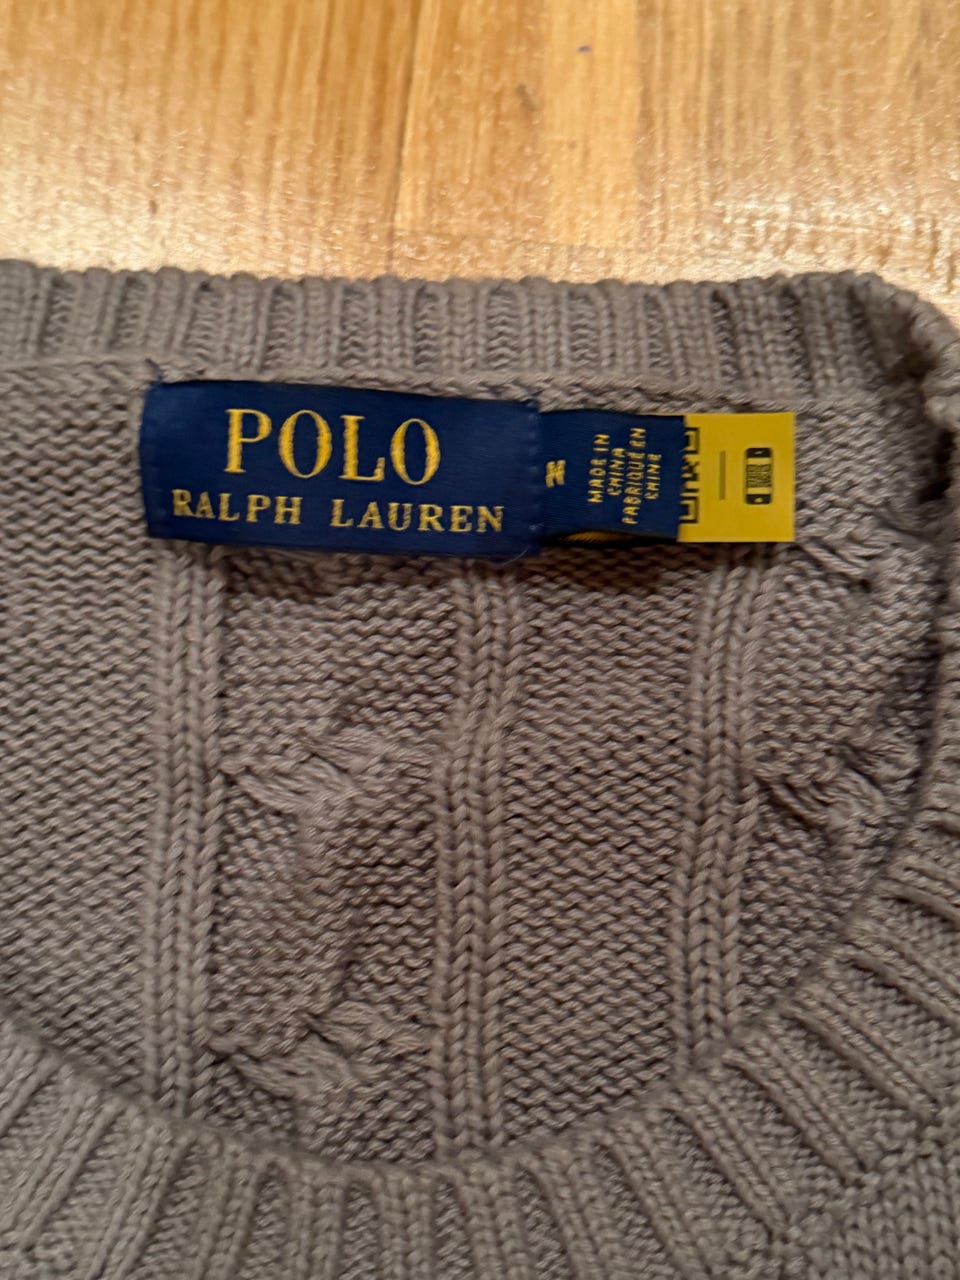 POLO
RALPH LAUREN
M
MADE IN
CHINA
FABRIQUÉ EN
CHINE